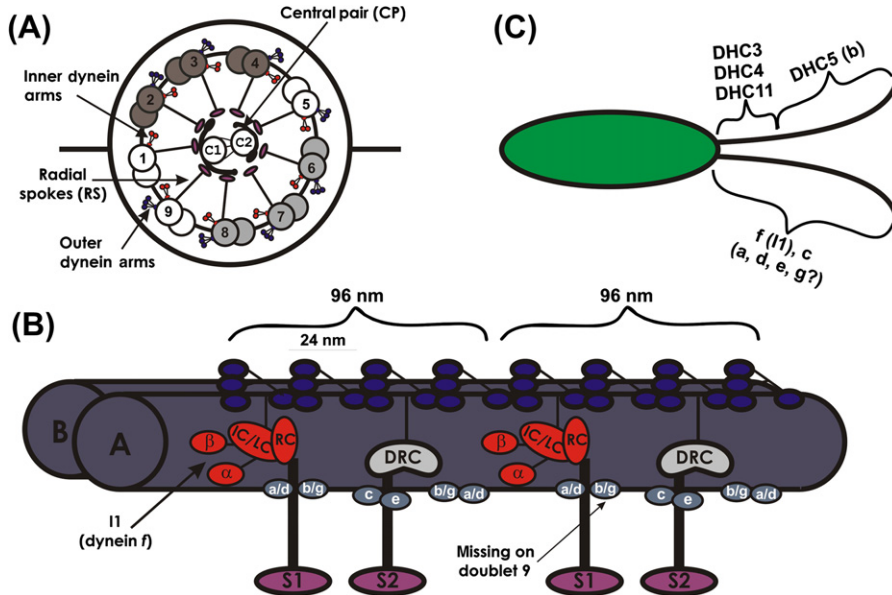 (A)
Central pair (CP)
Inner dynein
arms
3
4
2
5
1
C1
C2
Radial
spokes (RS)
6
9
8
7
Outer
dynein arms
(C)
DHC3
DHC4
DHC11
DHC5 (b)
f (I1), c
(a, d, e, g?)
(B)
96 nm
96 nm
24 nm
B
A
β
IC/LC
RC
α
DRC
a/d
b/g
c
e
b/g
a/d
β
IC/LC
RC
α
DRC
a/d
b/g
c
e
b/g
a/d
I1
(dynein f)
Missing on
doublet 9
S1
S2
S1
S2